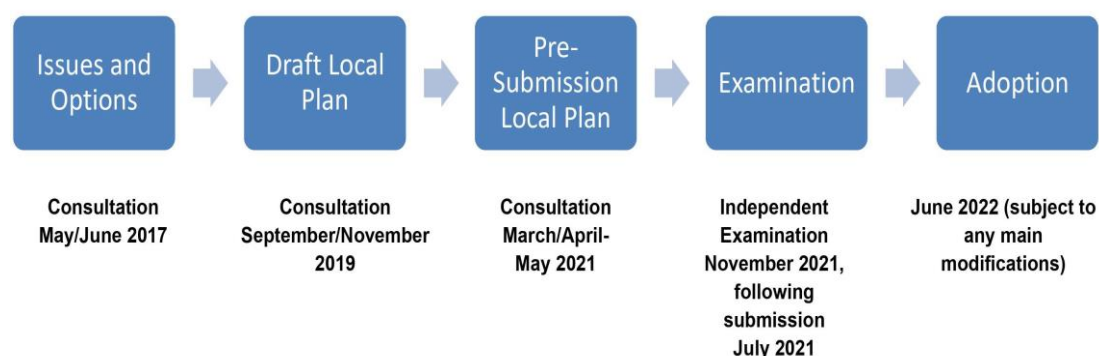 Issues and
Options
Draft Local
Plan
Pre-
Submission
Local Plan
Examination
Adoption
Consultation
May/June 2017
Consultation
September/November
2019
Consultation
March/April-
May 2021
Independent
Examination
November 2021,
following
submission
July 2021
June 2022 (subject to
any main
modifications)